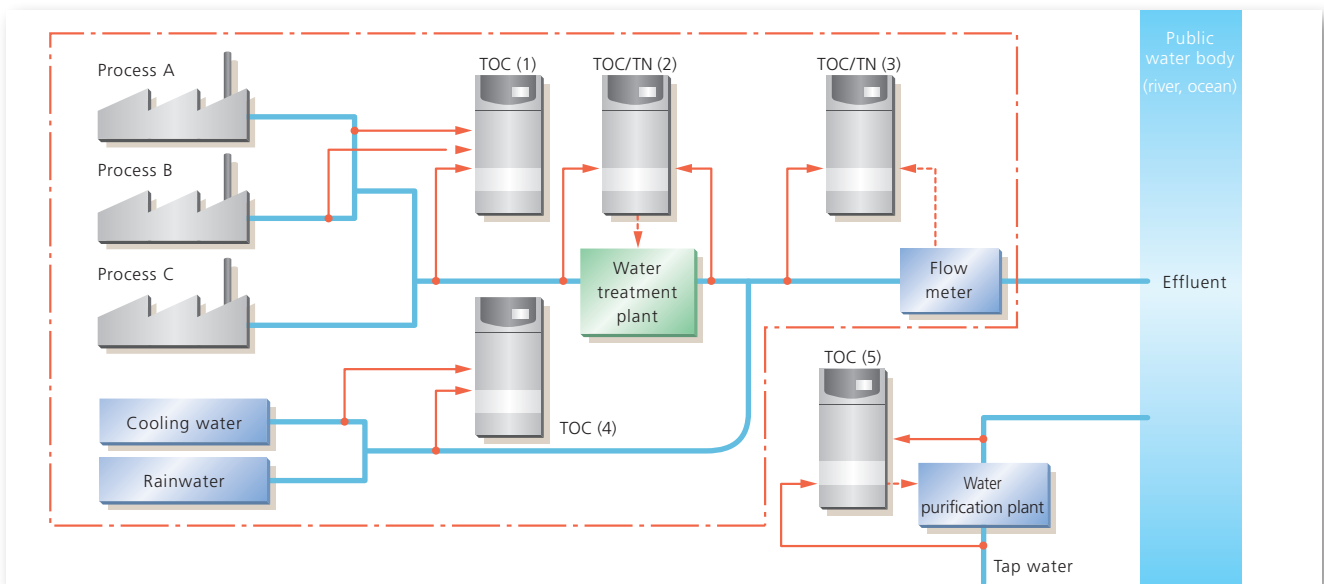 Process A
TOC (1)
TOC/TN (2)
TOC/TN (3)
Public
water body
(river, ocean)
Process B
Process C
Water
treatment
plant
Flow
meter
Effluent
TOC (5)
Cooling water
TOC (4)
Rainwater
Water
purification plant
Tap water